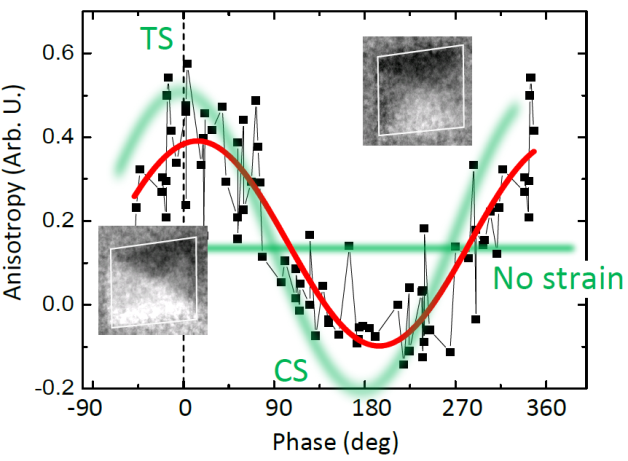 TS
0.6
0.4
0.2
0.0
-0.2
Anisotropy (Arb. U.)
No strain
CS
-90 0 90 180 270 360
Phase (deg)